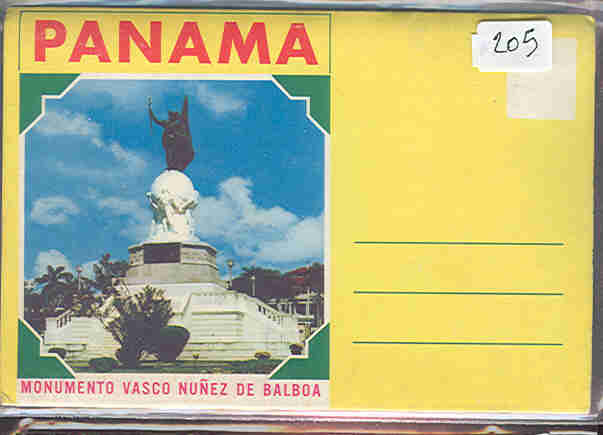 PANAMA
205
MONUMENTO VASCO NUÑEZ DE BALBOA